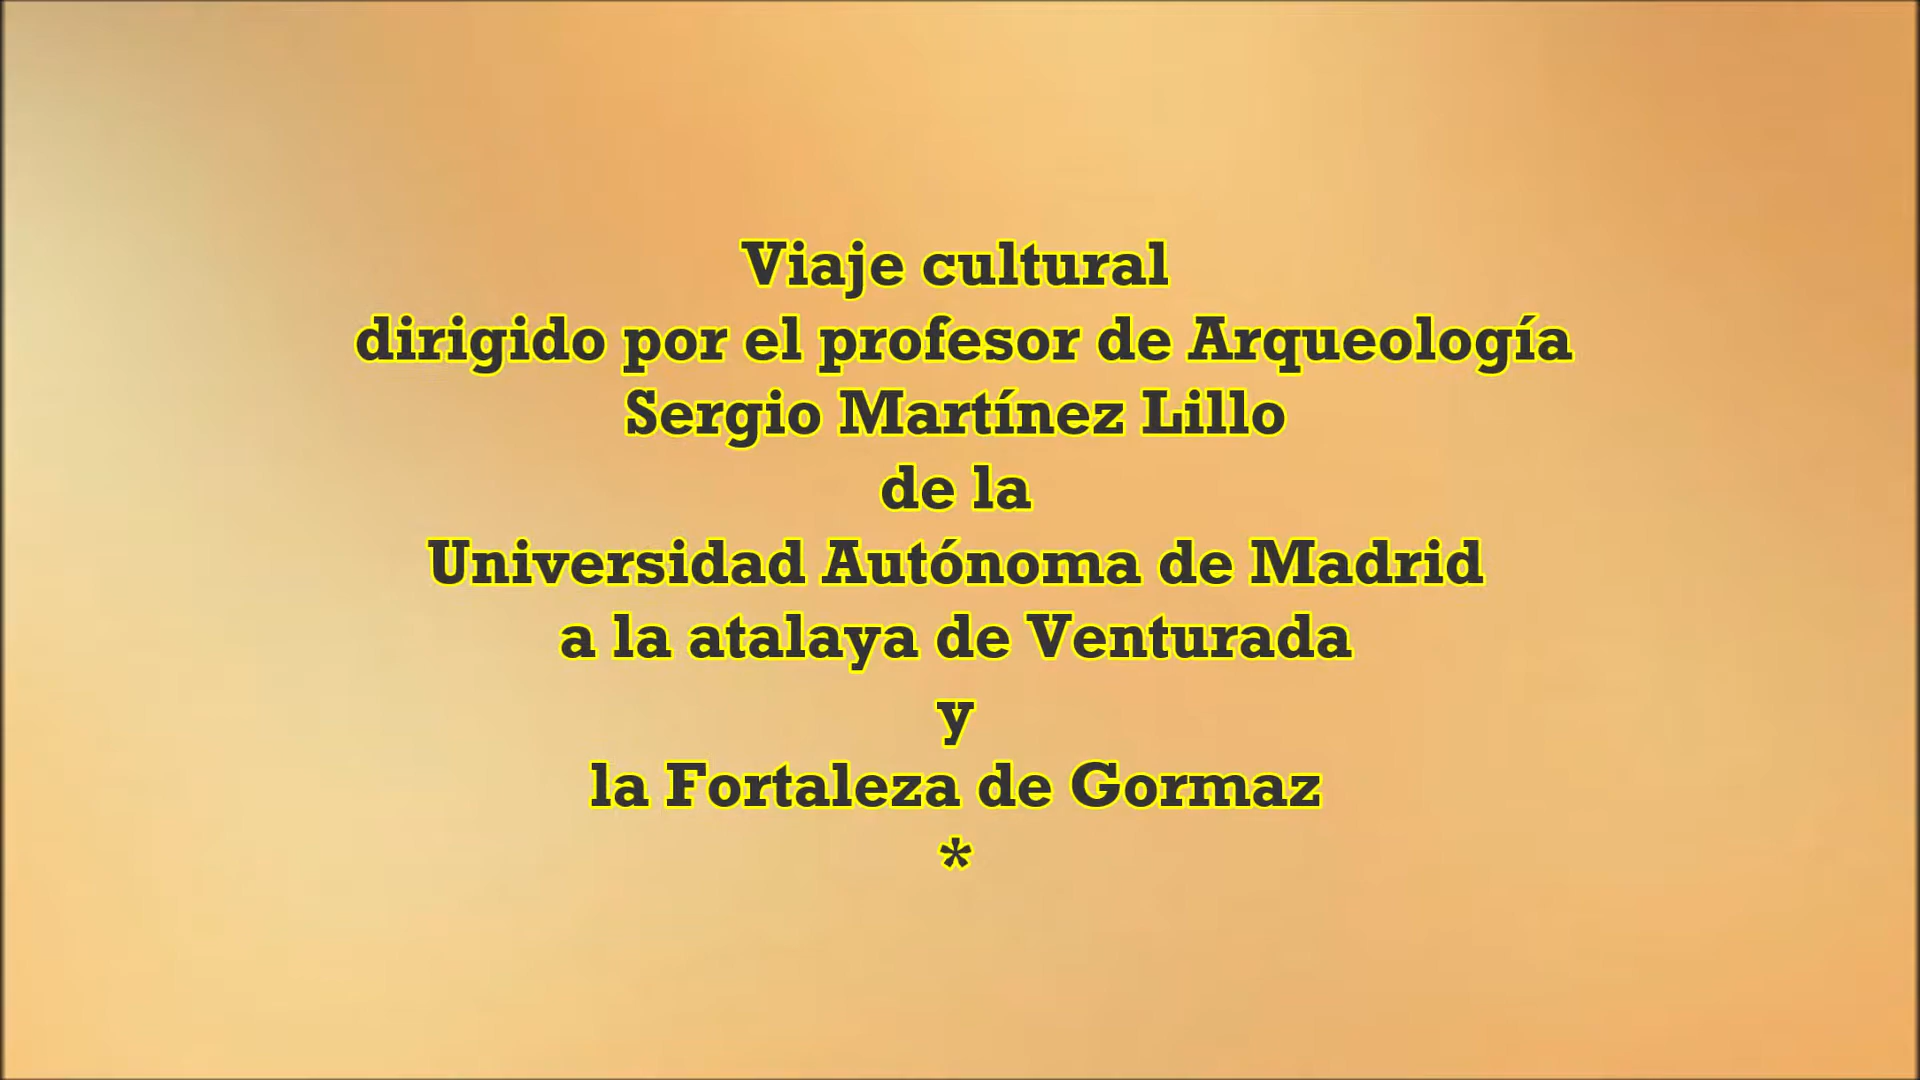 Viaje cultural
dirigido por el profesor de Arqueología
Sergio Martínez Lillo
de la
Universidad Autónoma de Madrid
a la atalaya de Venturada
y
la Fortaleza de Gormaz
*